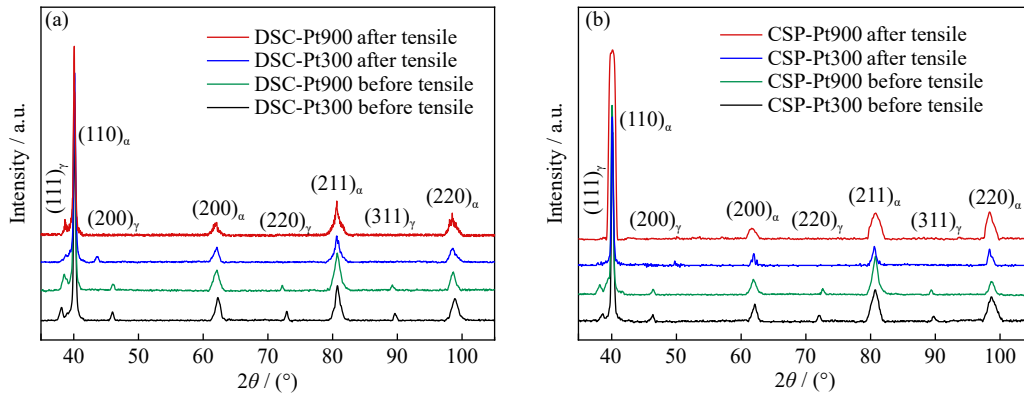 (a)
DSC-Pt900 after tensile
DSC-Pt300 after tensile
DSC-Pt900 before tensile
DSC-Pt300 before tensile
(111)γ
(110)α
(200)γ
(200)α
(220)γ
(211)α
(311)γ
(220)α
Intensity / a.u.
40 50 60 70 80 90 100
2θ / (°)
(b)
CSP-Pt900 after tensile
CSP-Pt300 after tensile
CSP-Pt900 before tensile
CSP-Pt300 before tensile
(111)γ
(110)α
(200)γ
(200)α
(220)γ
(211)α
(311)γ
(220)α
Intensity / a.u.
40 50 60 70 80 90 100
2θ / (°)